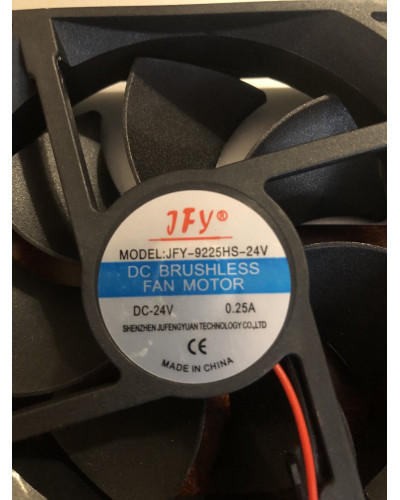 JFY®
MODEL:JFY-9225HS-24V
DC BRUSHLESS
FAN MOTOR
DC-24V 0.25A
SHENZHEN JUFENGYUAN TECHNOLOGY CO.,LTD
CE
MADE IN CHINA